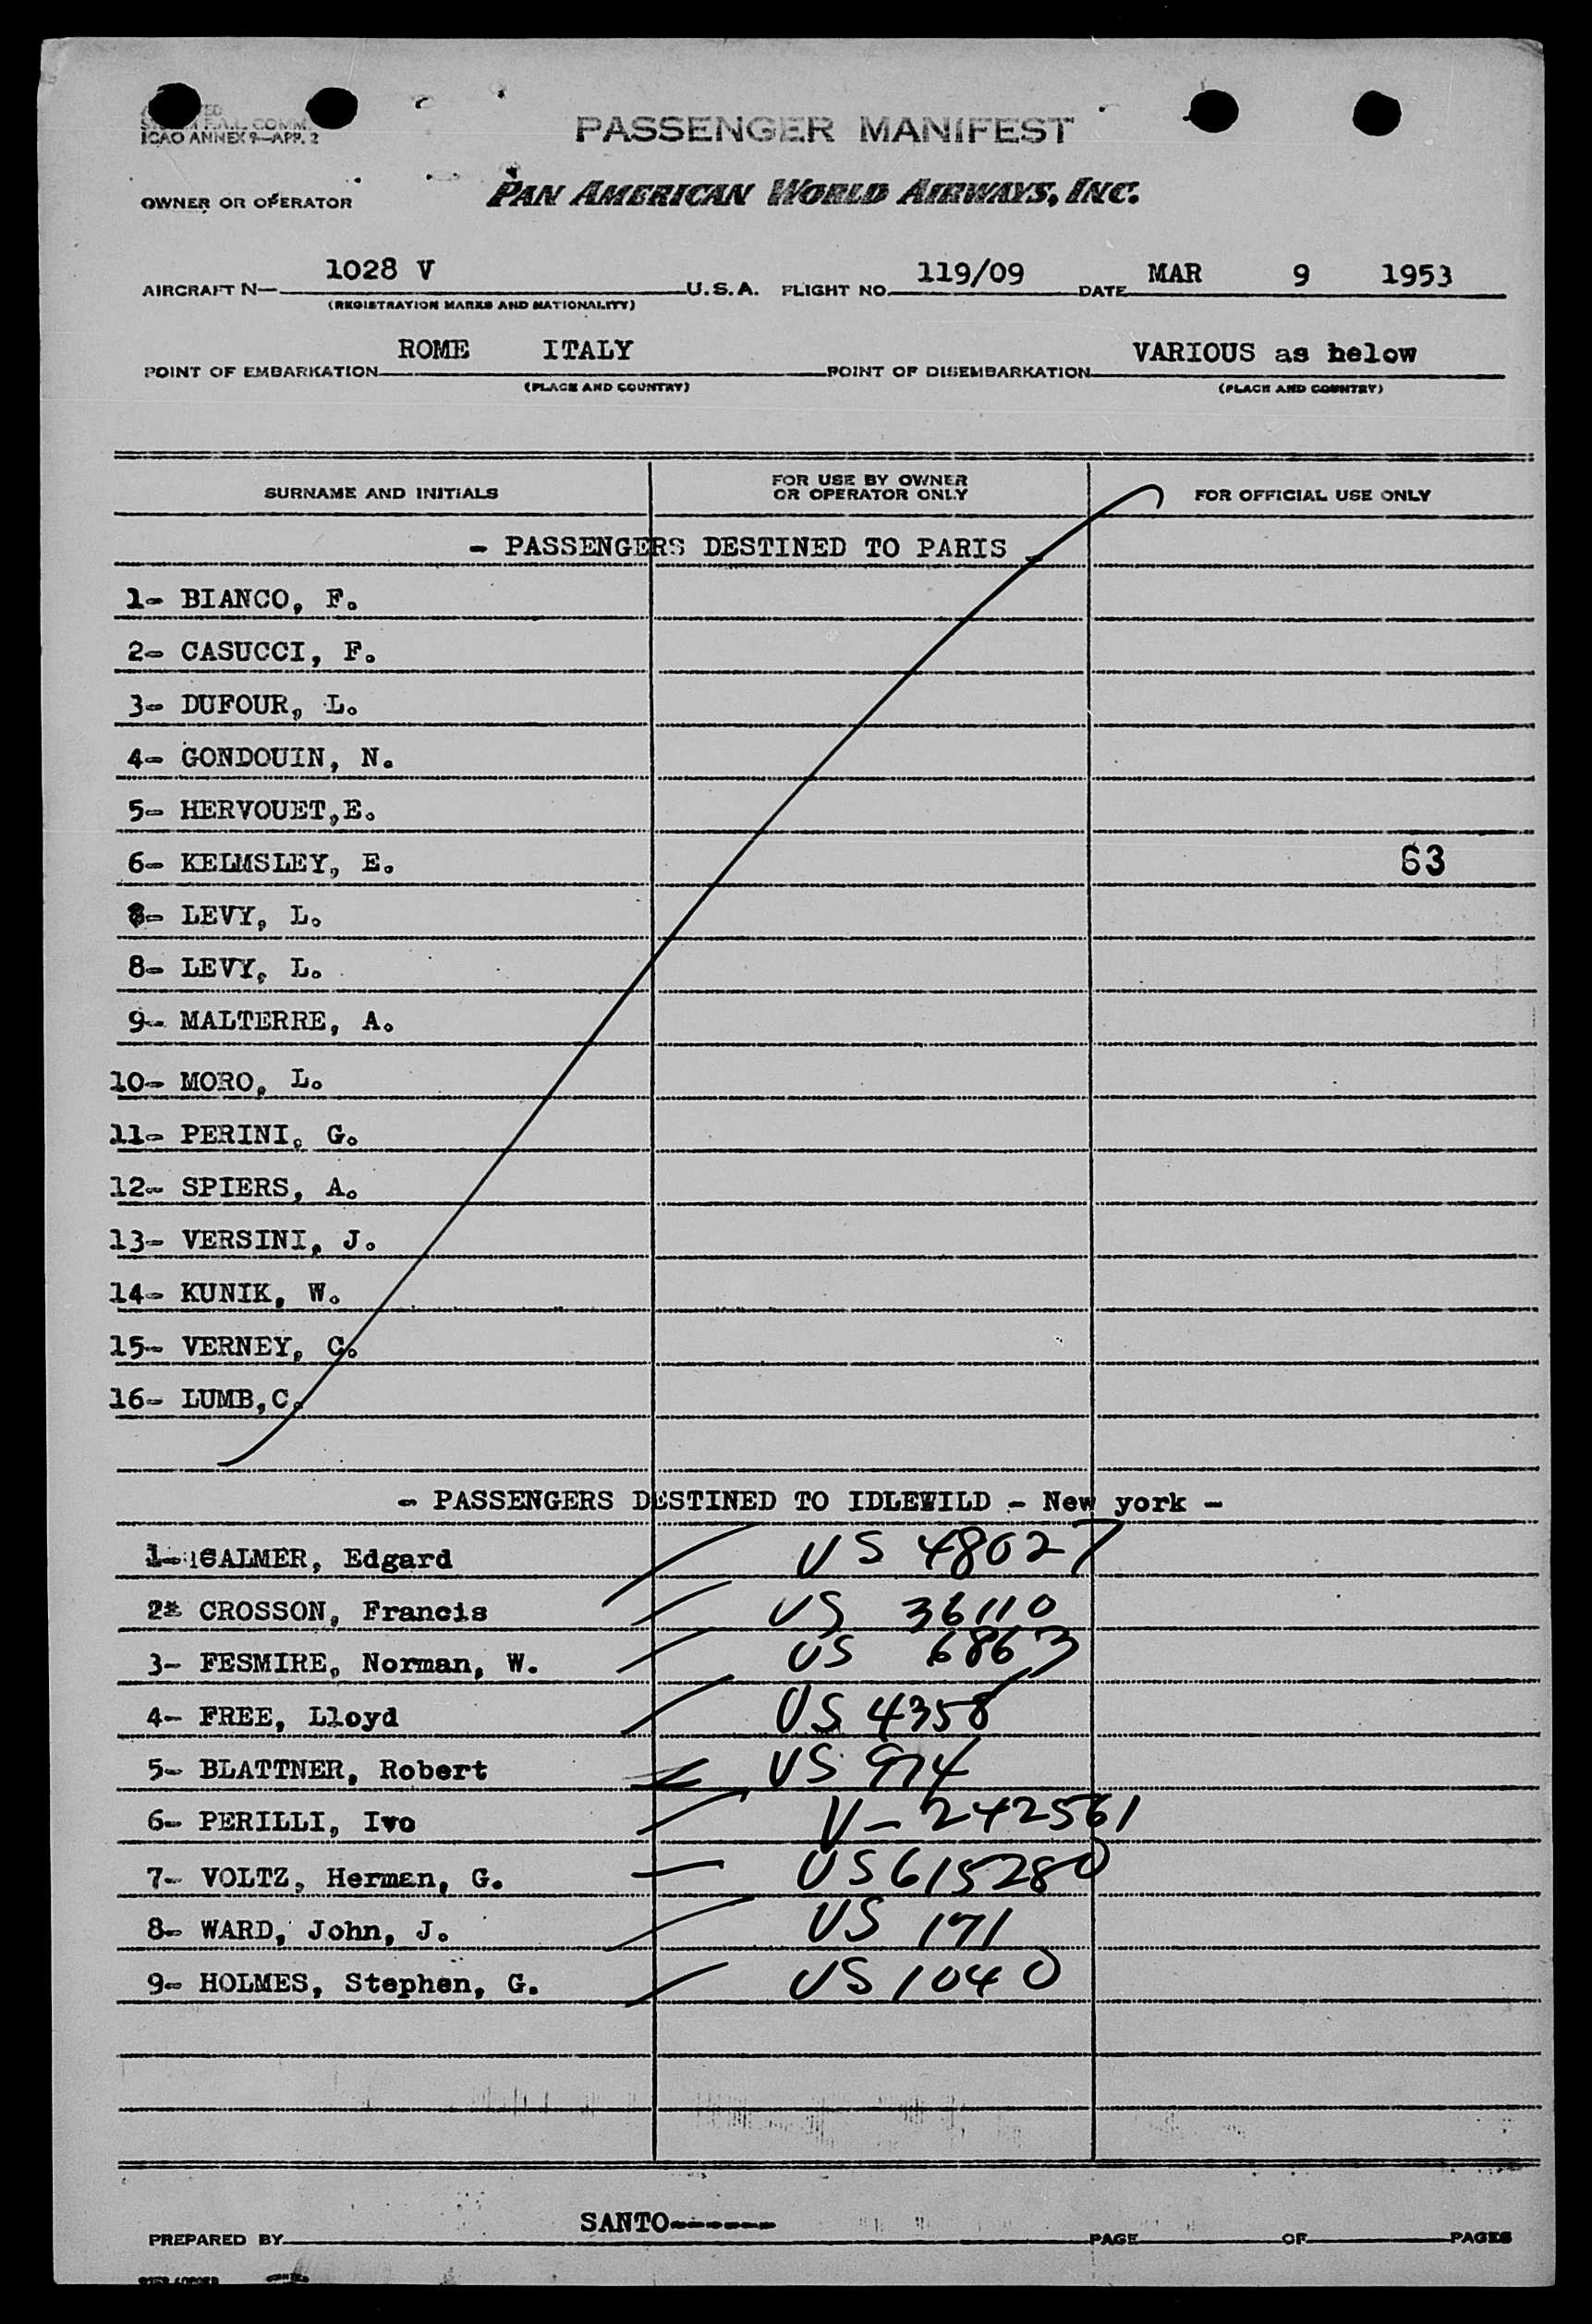 ICAO ANNEX 9—APP. 2
PASSENGER MANIFEST
OWNER OR OPERATOR PAN AMERICAN WORLD AIRWAYS, INC.
AIRCRAFT N— 1028 V U.S.A. FLIGHT NO. 119/09 DATE MAR 9 1953
(REGISTRATION MARKS AND NATIONALITY)
POINT OF EMBARKATION ROME ITALY POINT OF DISEMBARKATION VARIOUS as below
(PLACE AND COUNTRY) (PLACE AND COUNTRY)
SURNAME AND INITIALS FOR USE BY OWNER OR OPERATOR ONLY FOR OFFICIAL USE ONLY
- PASSENGERS DESTINED TO PARIS -
1- BIANCO, F.
2- CASUCCI, F.
3- DUFOUR, L.
4- GONDOUIN, N.
5- HERVOUET,E.
6- KELMSLEY, E. 63
8- LEVY, L.
8- LEVY, L.
9- MALTERRE, A.
10- MORO, L.
11- PERINI, G.
12- SPIERS, A.
13- VERSINI, J.
14- KUNIK, W.
15- VERNEY, C.
16- LUMB,C.
- PASSENGERS DESTINED TO IDLEWILD - New york -
1- CALMER, Edgard US 48027
2- CROSSON, Francis US 36110
3- FESMIRE, Norman, W. US 6863
4- FREE, Lloyd US 4358
5- BLATTNER, Robert US 974
6- PERILLI, Ivo V- 242561
7- VOLTZ, Herman, G. US 615280
8- WARD, John, J. US 171
9- HOLMES, Stephen, G. US 1040
PREPARED BY SANTO------- PAGE OF PAGES